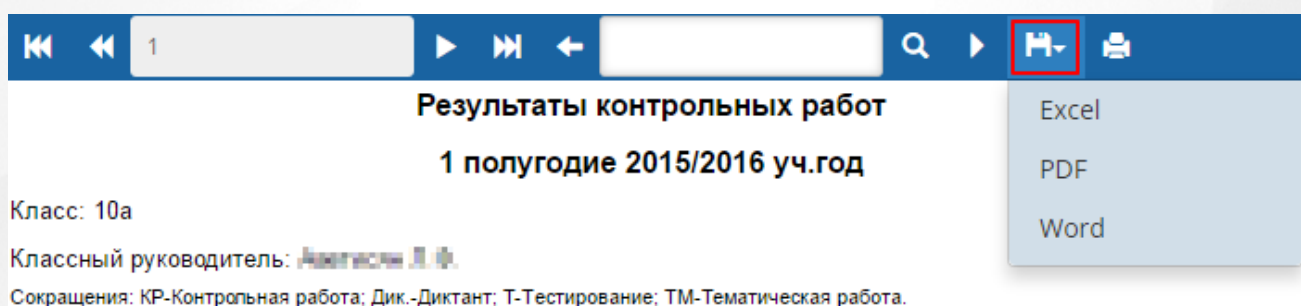 1
Excel
PDF
Word
Результаты контрольных работ
1 полугодие 2015/2016 уч.год
Класс: 10а
Классный руководитель:
Сокращения: КР-Контрольная работа; Дик.-Диктант; Т-Тестирование; ТМ-Тематическая работа.